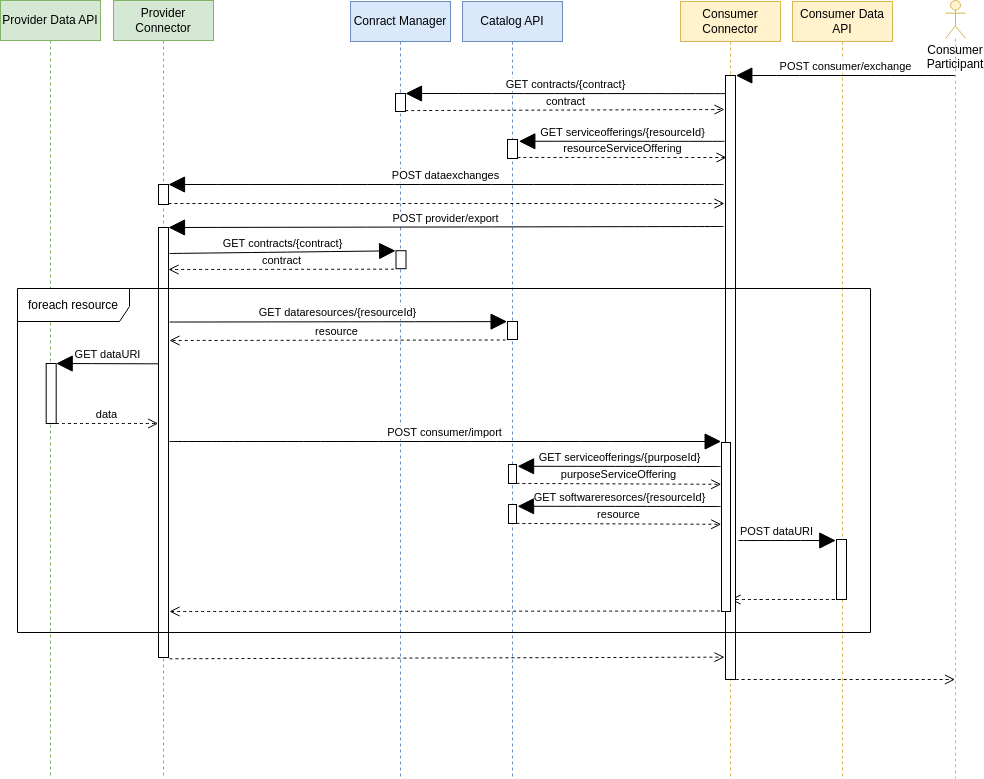 Provider Data API
Provider
Connector
Conract Manager
Catalog API
Consumer
Connector
Consumer Data
API
Consumer
Participant
POST consumer/exchange
GET contracts/{contract}
contract
GET serviceofferings/{resourceId}
resourceServiceOffering
POST dataexchanges
POST provider/export
GET contracts/{contract}
contract
foreach resource
GET dataresources/{resourceId}
resource
GET dataURI
data
POST consumer/import
GET serviceofferings/{purposeId}
purposeServiceOffering
GET softwareresorces/{resourceId}
resource
POST dataURI